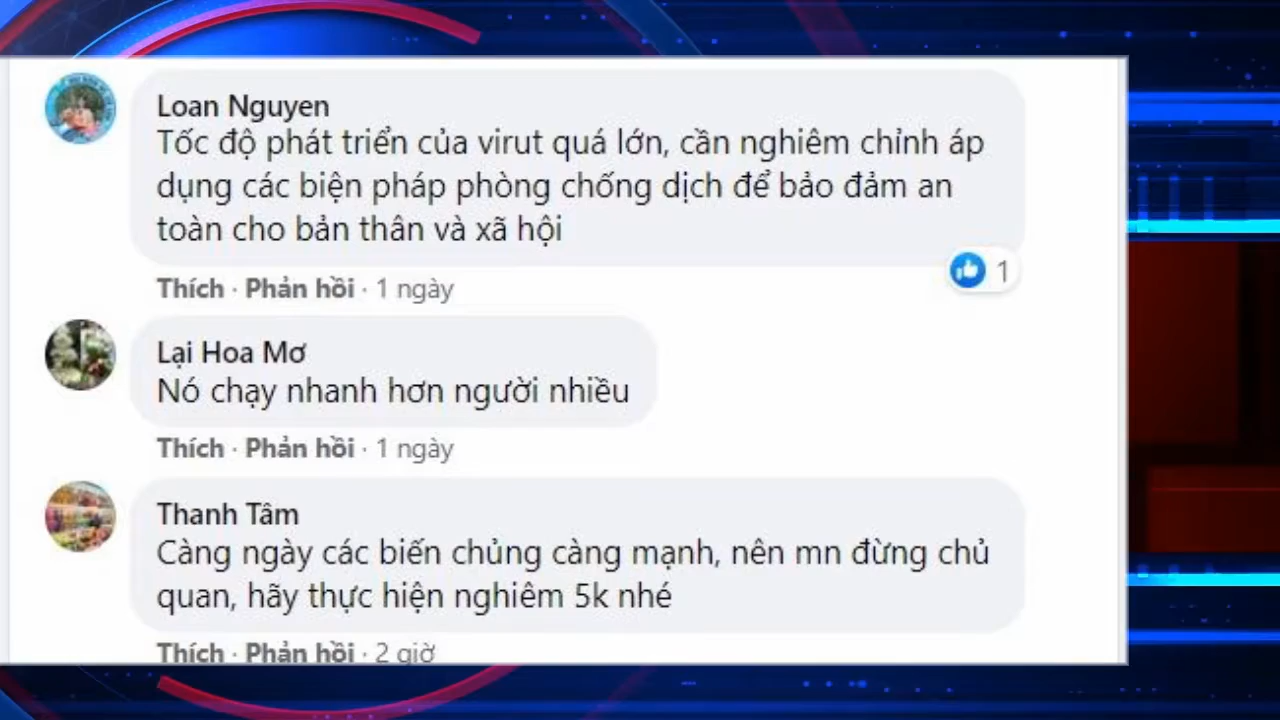 Loan Nguyen
Tốc độ phát triển của virut quá lớn, cần nghiêm chỉnh áp
dụng các biện pháp phòng chống dịch để bảo đảm an
toàn cho bản thân và xã hội
Thích · Phản hồi · 1 ngày
1
Lại Hoa Mơ
Nó chạy nhanh hơn người nhiều
Thích · Phản hồi · 1 ngày
Thanh Tâm
Càng ngày các biến chủng càng mạnh, nên mn đừng chủ
quan, hãy thực hiện nghiêm 5k nhé
Thích · Phản hồi · 2 giờ